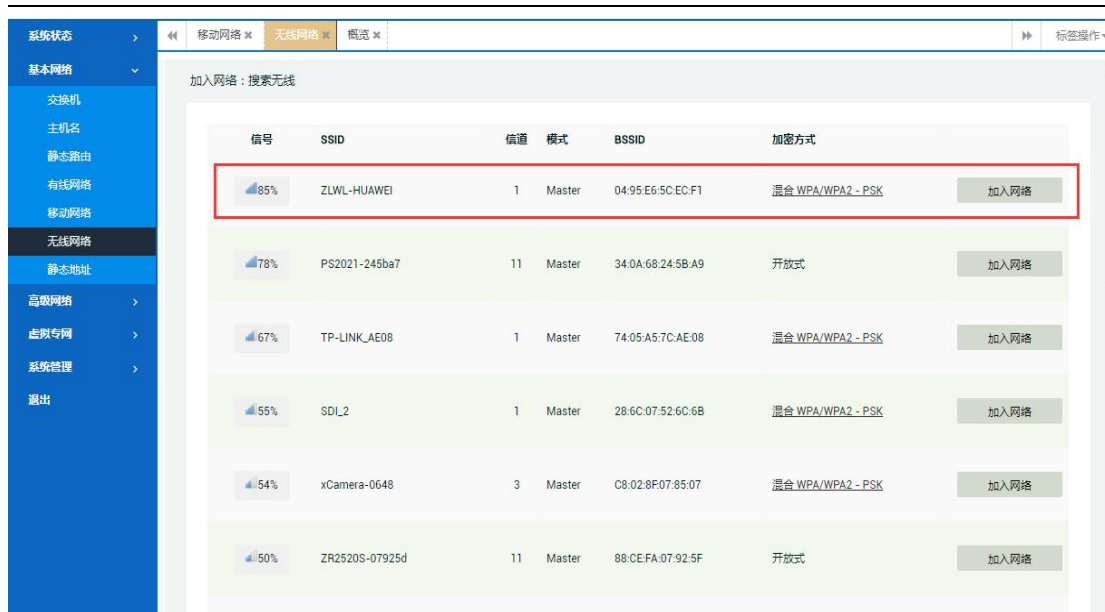 系统状态
基本网络
交换机
主机名
静态路由
有线网络
移动网络
无线网络
静态地址
高级网络
虚拟专网
系统管理
退出
移动网络 无线网络 概览 标签操作
加入网络：搜索无线
信号 SSID 信道 模式 BSSID 加密方式
85% ZLWL-HUAWEI 1 Master 04:95:E6:5C:EC:F1 混合 WPA/WPA2 - PSK 加入网络
78% PS2021-245ba7 11 Master 34:0A:68:24:5B:A9 开放式 加入网络
67% TP-LINK_AE08 1 Master 74:05:A5:7C:AE:08 混合 WPA/WPA2 - PSK 加入网络
55% SDI_2 1 Master 28:6C:07:52:6C:6B 混合 WPA/WPA2 - PSK 加入网络
54% xCamera-0648 3 Master C8:02:8F:07:85:07 混合 WPA/WPA2 - PSK 加入网络
50% ZR2520S-07925d 11 Master 88:CE:FA:07:92:5F 开放式 加入网络